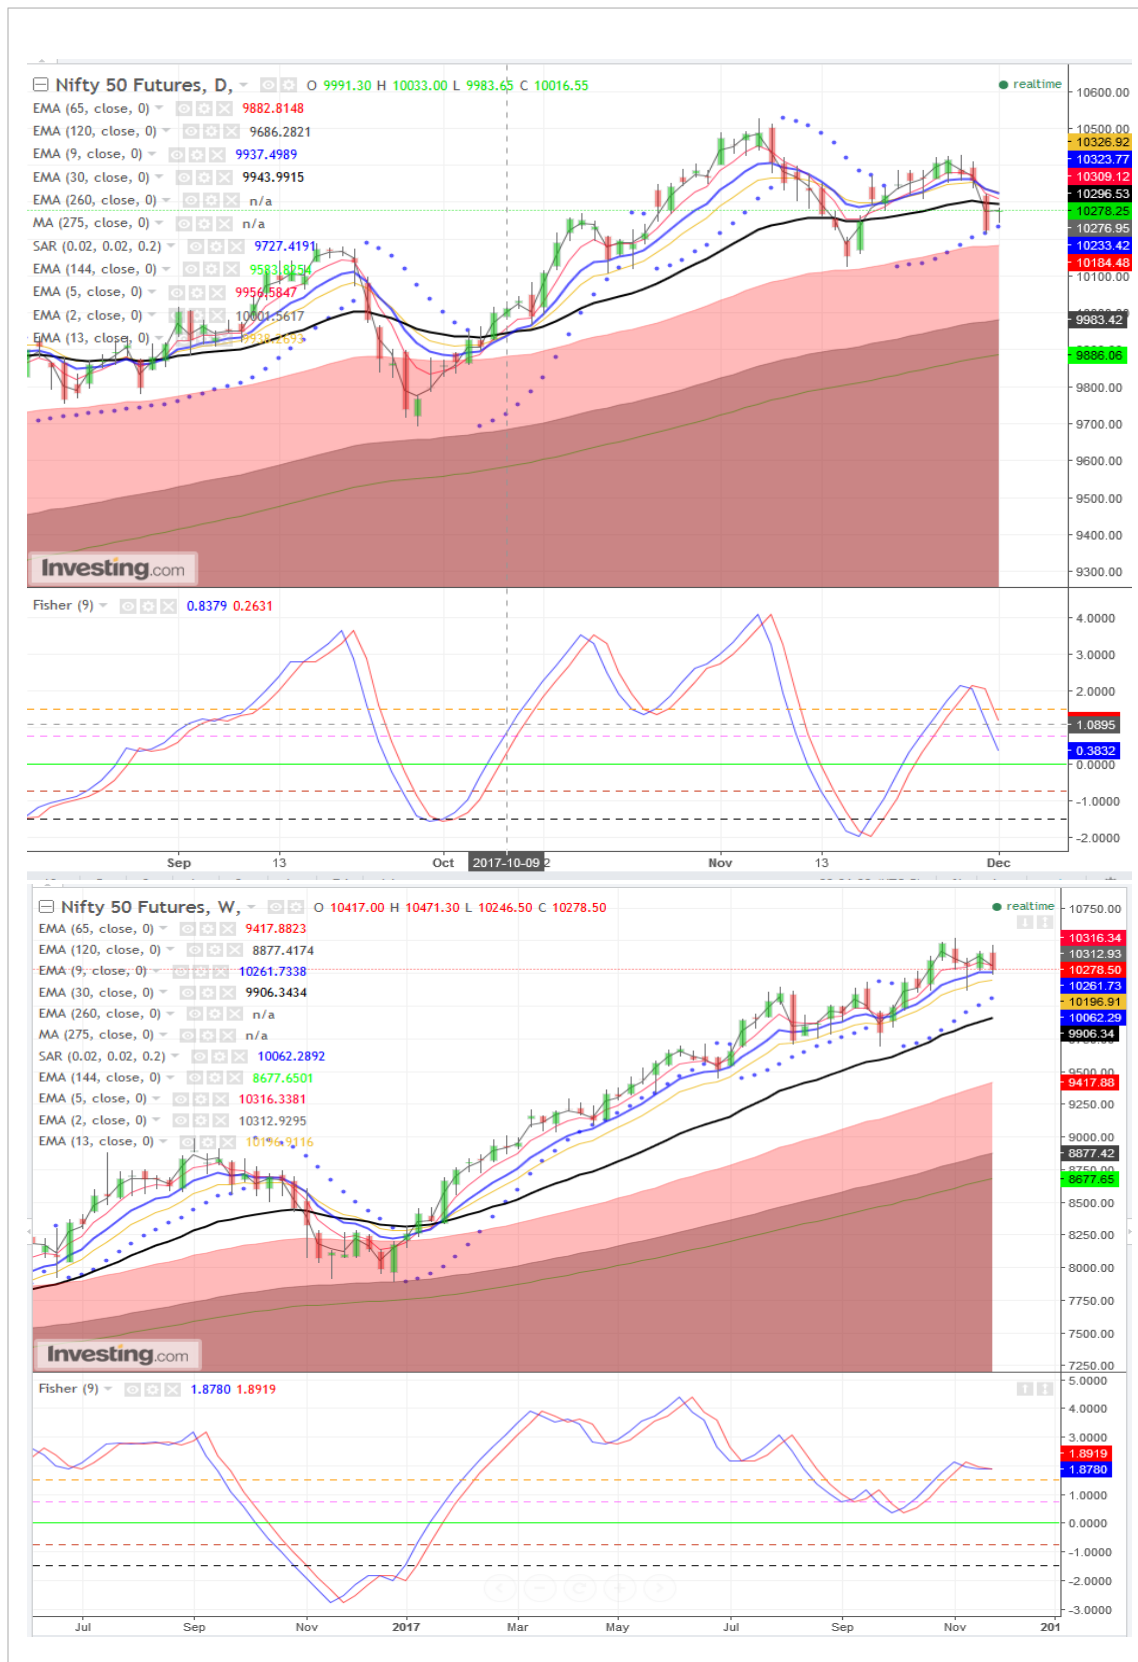 Nifty 50 Futures, D, O 9991.30 H 10033.00 L 9983.65 C 10016.55
realtime
EMA (65, close, 0) 9882.8148
EMA (120, close, 0) 9686.2821
EMA (9, close, 0) 9937.4989
EMA (30, close, 0) 9943.9915
EMA (260, close, 0) n/a
MA (275, close, 0) n/a
SAR (0.02, 0.02, 0.2) 9727.4191
EMA (144, close, 0)
EMA (5, close, 0) 9956.5847
EMA (2, close, 0) 10001.5617
EMA (13, close, 0) 9938.2693
10600.00
10500.00
10326.92
10323.77
10309.12
10296.53
10278.25
10276.95
10233.42
10184.48
10100.00
9983.42
9886.06
9800.00
9700.00
9600.00
9500.00
9400.00
9300.00
Investing.com
Fisher (9) 0.8379 0.2631
4.0000
3.0000
2.0000
1.0895
0.3832
0.0000
-1.0000
-2.0000
Sep 13 Oct 2017-10-09 2 Nov 13 Dec
Nifty 50 Futures, W, O 10417.00 H 10471.30 L 10246.50 C 10278.50
realtime
EMA (65, close, 0) 9417.8823
EMA (120, close, 0) 8877.4174
EMA (9, close, 0) 10261.7338
EMA (30, close, 0) 9906.3434
EMA (260, close, 0) n/a
MA (275, close, 0) n/a
SAR (0.02, 0.02, 0.2) 10062.2892
EMA (144, close, 0) 8677.6501
EMA (5, close, 0) 10316.3381
EMA (2, close, 0) 10312.9295
EMA (13, close, 0) 10196.9116
10750.00
10316.34
10312.93
10278.50
10261.73
10196.91
10062.29
9906.34
9500.00
9417.88
9250.00
9000.00
8877.42
8750.00
8677.65
8500.00
8250.00
8000.00
7750.00
7500.00
7250.00
Investing.com
Fisher (9) 1.8780 1.8919
5.0000
4.0000
3.0000
1.8919
1.8780
1.0000
0.0000
-1.0000
-2.0000
-3.0000
Jul Sep Nov 2017 Mar May Jul Sep Nov 201